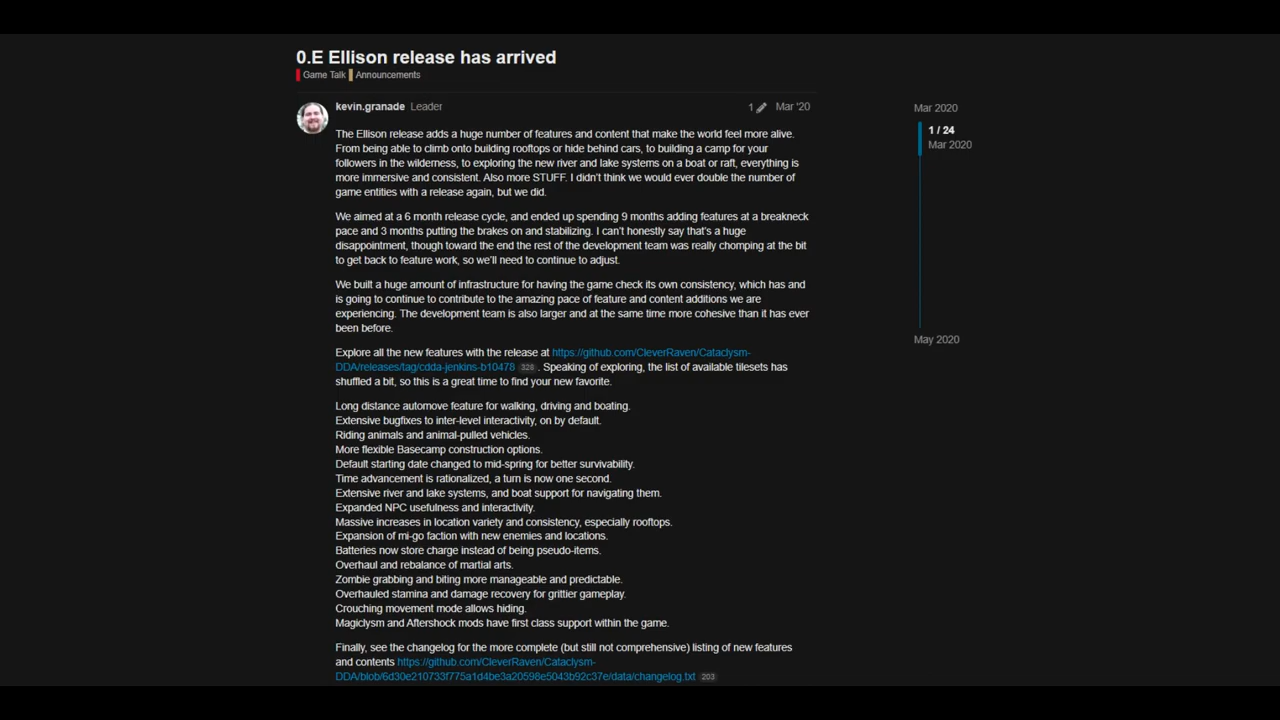 0.E Ellison release has arrived
Game Talk Announcements
kevin.granade Leader 1 Mar '20
The Ellison release adds a huge number of features and content that make the world feel more alive.
From being able to climb onto building rooftops or hide behind cars, to building a camp for your
followers in the wilderness, to exploring the new river and lake systems on a boat or raft, everything is
more immersive and consistent. Also more STUFF. I didn't think we would ever double the number of
game entities with a release again, but we did.
We aimed at a 6 month release cycle, and ended up spending 9 months adding features at a breakneck
pace and 3 months putting the brakes on and stabilizing. I can't honestly say that's a huge
disappointment, though toward the end the rest of the development team was really chomping at the bit
to get back to feature work, so we'll need to continue to adjust.
We built a huge amount of infrastructure for having the game check its own consistency, which has and
is going to continue to contribute to the amazing pace of feature and content additions we are
experiencing. The development team is also larger and at the same time more cohesive than it has ever
been before.
Explore all the new features with the release at https://github.com/CleverRaven/Cataclysm-
DDA/releases/tag/cdda-jenkins-b10478 328 . Speaking of exploring, the list of available tilesets has
shuffled a bit, so this is a great time to find your new favorite.
Long distance automove feature for walking, driving and boating.
Extensive bugfixes to inter-level interactivity, on by default.
Riding animals and animal-pulled vehicles.
More flexible Basecamp construction options.
Default starting date changed to mid-spring for better survivability.
Time advancement is rationalized, a turn is now one second.
Extensive river and lake systems, and boat support for navigating them.
Expanded NPC usefulness and interactivity.
Massive increases in location variety and consistency, especially rooftops.
Expansion of mi-go faction with new enemies and locations.
Batteries now store charge instead of being pseudo-items.
Overhaul and rebalance of martial arts.
Zombie grabbing and biting more manageable and predictable.
Overhauled stamina and damage recovery for grittier gameplay.
Crouching movement mode allows hiding.
Magiclysm and Aftershock mods have first class support within the game.
Finally, see the changelog for the more complete (but still not comprehensive) listing of new features
and contents https://github.com/CleverRaven/Cataclysm-
DDA/blob/6d30e210733f775a1d4be3a20598e5043b92c37e/data/changelog.txt 203
Mar 2020
1 / 24
Mar 2020
May 2020